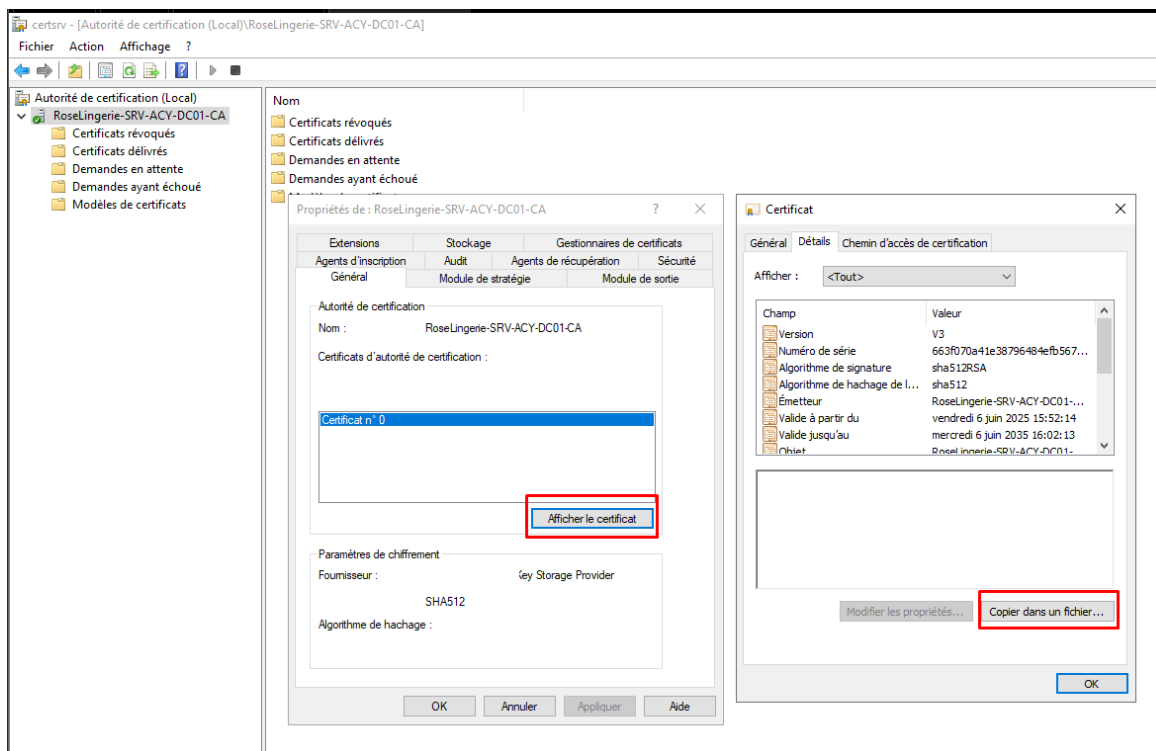 certsrv - [Autorité de certification (Local)\RoseLingerie-SRV-ACY-DC01-CA]
Fichier Action Affichage ?
Autorité de certification (Local)
RoseLingerie-SRV-ACY-DC01-CA
Certificats révoqués
Certificats délivrés
Demandes en attente
Demandes ayant échoué
Modèles de certificats
Nom
Certificats révoqués
Certificats délivrés
Demandes en attente
Demandes ayant échoué
Propriétés de : RoseLingerie-SRV-ACY-DC01-CA ?
Extensions Stockage Gestionnaires de certificats
Agents d'inscription Audit Agents de récupération Sécurité
Général Module de stratégie Module de sortie
Autorité de certification
Nom : RoseLingerie-SRV-ACY-DC01-CA
Certificats d'autorité de certification :
Certificat n° 0
Afficher le certificat
Paramètres de chiffrement
Fournisseur : Key Storage Provider
SHA512
Algorithme de hachage :
OK Annuler Appliquer Aide
Certificat
Général Détails Chemin d'accès de certification
Afficher : <Tout>
Champ Valeur
Version V3
Numéro de série 663f070a41e38796484efb567...
Algorithme de signature sha512RSA
Algorithme de hachage de l... sha512
Émetteur RoseLingerie-SRV-ACY-DC01-...
Valide à partir du vendredi 6 juin 2025 15:52:14
Valide jusqu'au mercredi 6 juin 2035 16:02:13
Objet RoseLingerie-SRV-ACY-DC01-
Modifier les propriétés... Copier dans un fichier...
OK